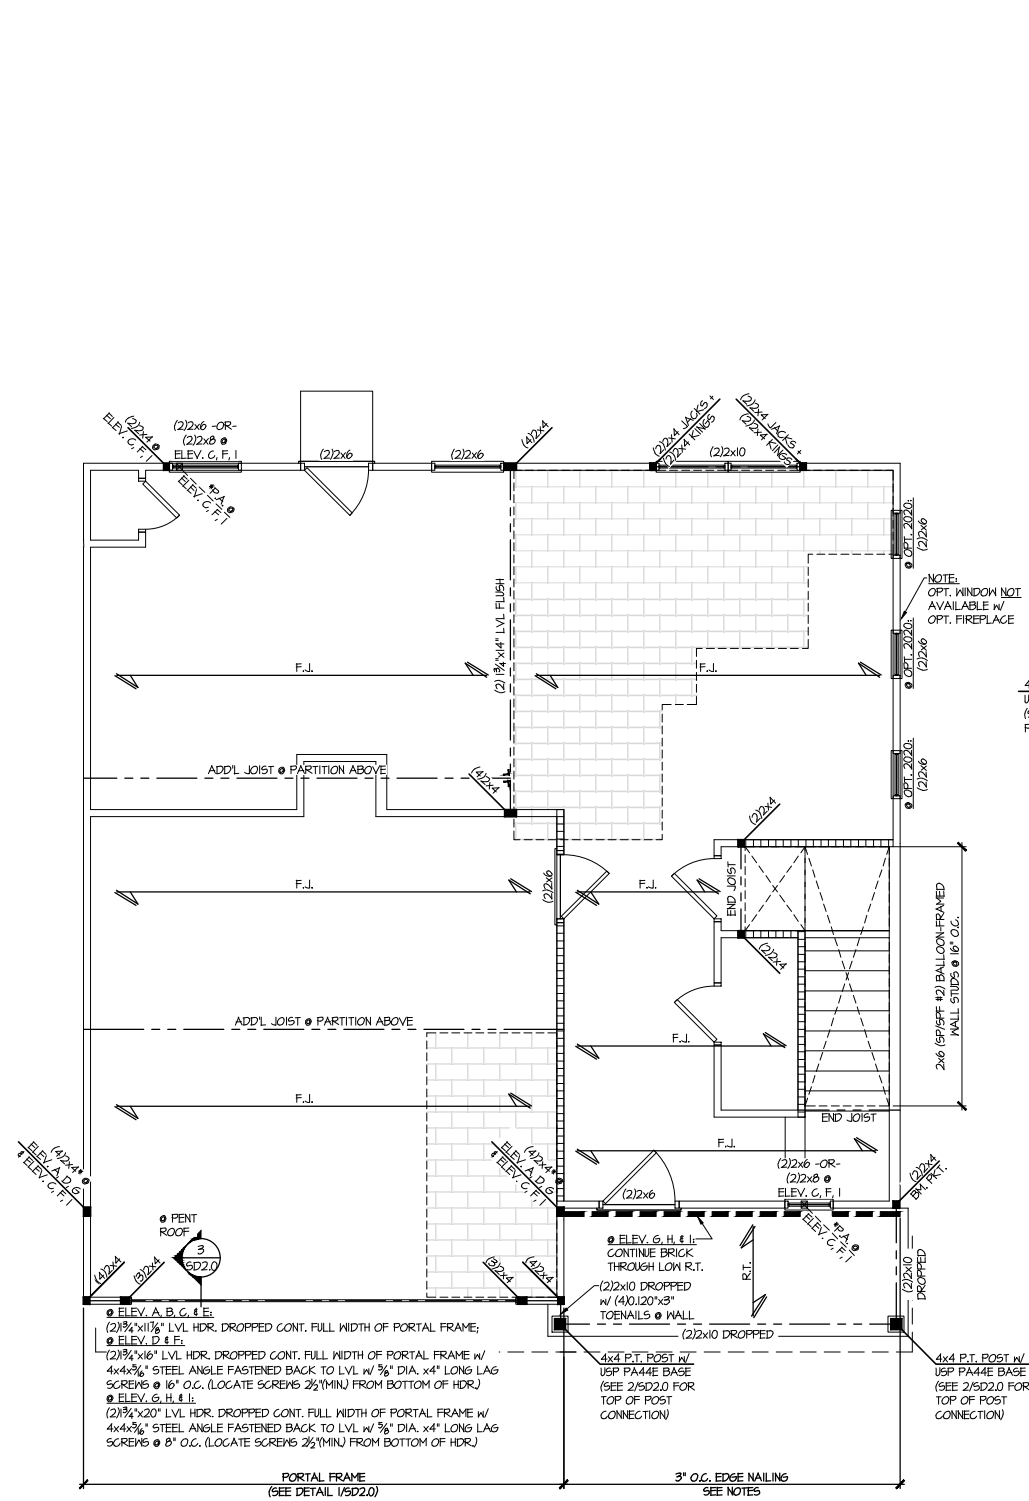 (2)2x4 @
ELEV. C, F, I
(2)2x6 -OR-
(2)2x8 @
ELEV. C, F, I
(2)2x6
(2)2x6
(4)2x4
(2)2x4 JACKS +
(2)2x4 KINGS
(2)2x10
(2)2x4 JACKS +
(2)2x4 KINGS
*P.A. @
ELEV. C, F, I
@ OPT. 2020:
(2)2x6
NOTE:
OPT. WINDOW NOT
AVAILABLE w/
OPT. FIREPLACE
(2) 1¾"x14" LVL FLUSH
@ OPT. 2020:
(2)2x6
F.J.
F.J.
@ OPT. 2020:
(2)2x6
ADD'L JOIST @ PARTITION ABOVE
(4)2x4
(2)2x4
F.J.
(2)2x6
F.J.
END JOIST
(2)2x4
2x6 (SP/SPF #2) BALLOON-FRAMED
WALL STUDS @ 16" O.C.
ADD'L JOIST @ PARTITION ABOVE
F.J.
F.J.
END JOIST
F.J.
(4)2x4* @
ELEV. A, D, G
& ELEV. C, F, I
(4)2x4* @
ELEV. A, D, G
& ELEV. C, F, I
(2)2x6
(2)2x6 -OR-
(2)2x8 @
ELEV. C, F, I
(2)2x4
BM. PKT.
@ PENT
ROOF
3
SD2.0
*P.A. @
ELEV. C, F, I
@ ELEV. G, H, & I:
CONTINUE BRICK
THROUGH LOW R.T.
R.T.
(2)2x10
DROPPED
(4)2x4
(3)2x4
(3)2x4
(4)2x4
(2)2x10 DROPPED
w/ (4)0.120"x3"
TOENAILS @ WALL
(2)2x10 DROPPED
@ ELEV. A, B, C, & E:
(2)1¾"x11⅞" LVL HDR. DROPPED CONT. FULL WIDTH OF PORTAL FRAME;
@ ELEV. D & F:
(2)1¾"x16" LVL HDR. DROPPED CONT. FULL WIDTH OF PORTAL FRAME w/
4x4x5/16" STEEL ANGLE FASTENED BACK TO LVL w/ ⅝" DIA. x4" LONG LAG
SCREWS @ 16" O.C. (LOCATE SCREWS 2½"(MIN.) FROM BOTTOM OF HDR.)
@ ELEV. G, H, & I:
(2)1¾"x20" LVL HDR. DROPPED CONT. FULL WIDTH OF PORTAL FRAME w/
4x4x5/16" STEEL ANGLE FASTENED BACK TO LVL w/ ⅝" DIA. x4" LONG LAG
SCREWS @ 8" O.C. (LOCATE SCREWS 2½"(MIN.) FROM BOTTOM OF HDR.)
4x4 P.T. POST w/
USP PA44E BASE
(SEE 2/SD2.0 FOR
TOP OF POST
CONNECTION)
4x4 P.T. POST w/
USP PA44E BASE
(SEE 2/SD2.0 FOR
TOP OF POST
CONNECTION)
PORTAL FRAME
(SEE DETAIL 1/SD2.0)
3" O.C. EDGE NAILING
SEE NOTES